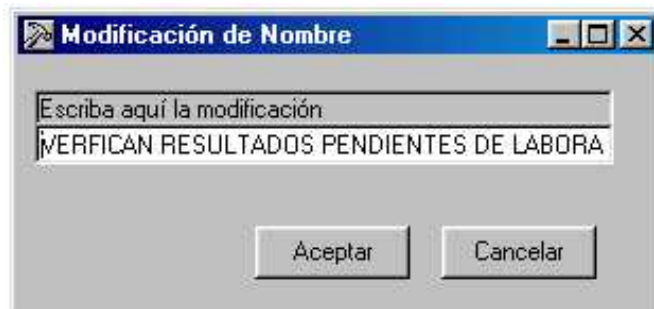 Modificación de Nombre
Escriba aquí la modificación
VERFICAN RESULTADOS PENDIENTES DE LABORA
Aceptar Cancelar